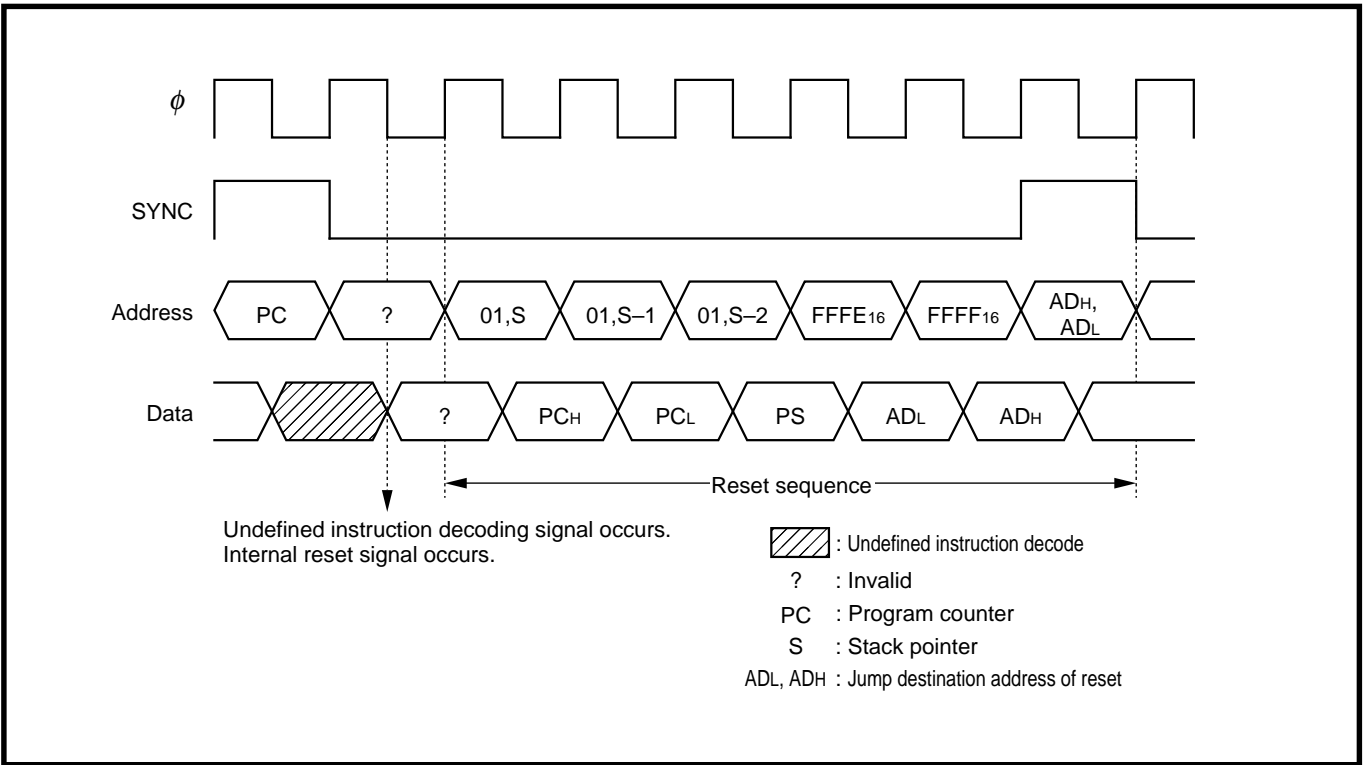 ϕ
SYNC
Address
PC ? 01,S 01,S–1 01,S–2 FFFE16 FFFF16 ADH,
ADL
Data
? PCH PCL PS ADL ADH
Reset sequence
Undefined instruction decoding signal occurs.
Internal reset signal occurs.
: Undefined instruction decode
? : Invalid
PC : Program counter
S : Stack pointer
ADL, ADH : Jump destination address of reset